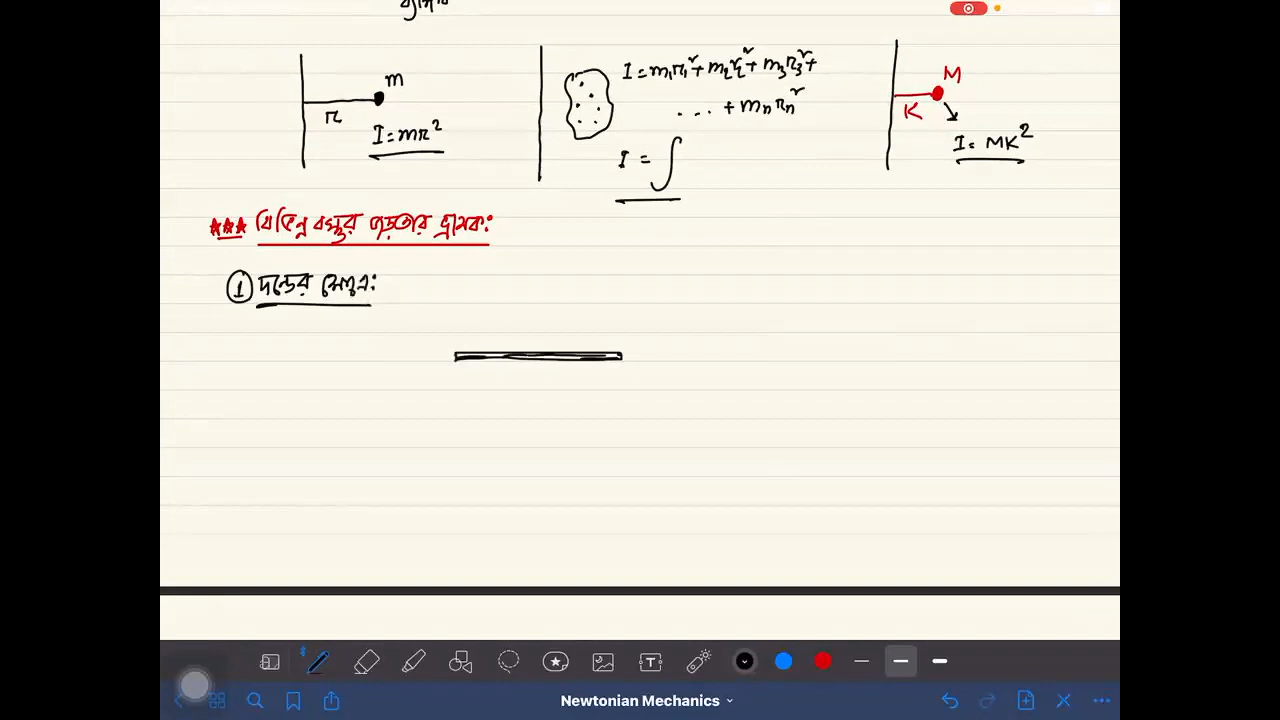 m
r
I = mr²
I = m₁r₁² + m₂r₂² + m₃r₃² +
... + mₙrₙ²
I = ∫
M
K
I = MK²
*** বিভিন্ন বস্তুর জড়তার ভ্রামক:
① দন্ডের ক্ষেত্রে:
T
Newtonian Mechanics